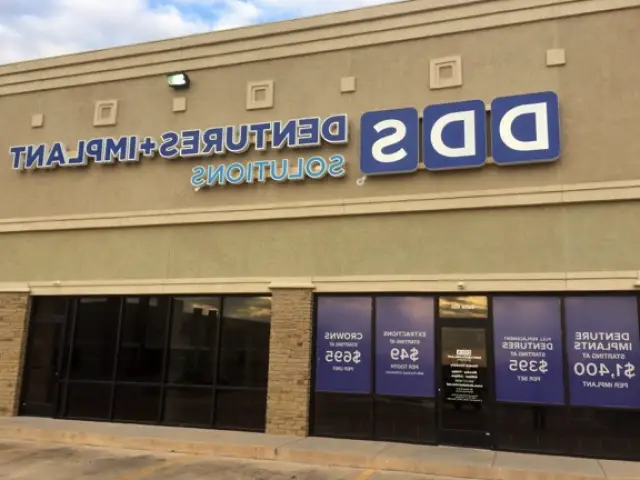 DDS DENTURES+IMPLANT
SOLUTIONS
DENTURE
IMPLANTS
STARTING AT
$1,400
PER IMPLANT
FULL REPLACEMENT
DENTURES
STARTING AT
$395
PER SET
DDS
EXTRACTIONS
STARTING AT
$49
PER TOOTH
CROWNS
STARTING AT
$695
PER UNIT